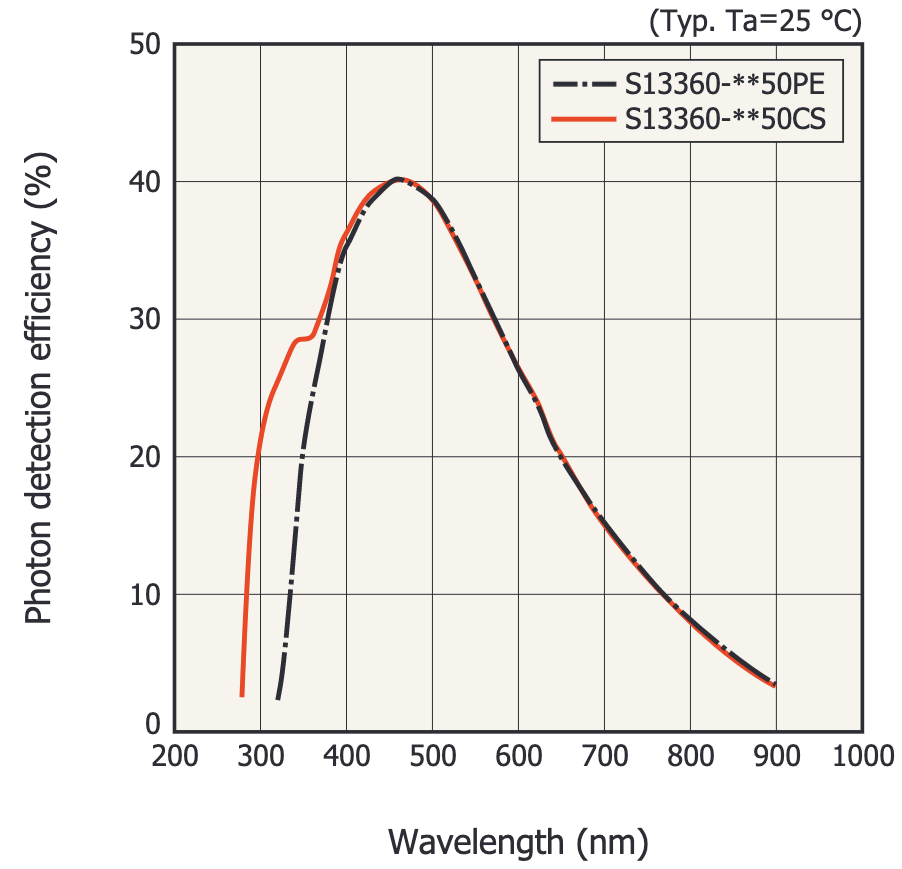 (Typ. Ta=25 °C)
50
S13360-**50PE
S13360-**50CS
40
30
20
10
0
Photon detection efficiency (%)
200 300 400 500 600 700 800 900 1000
Wavelength (nm)